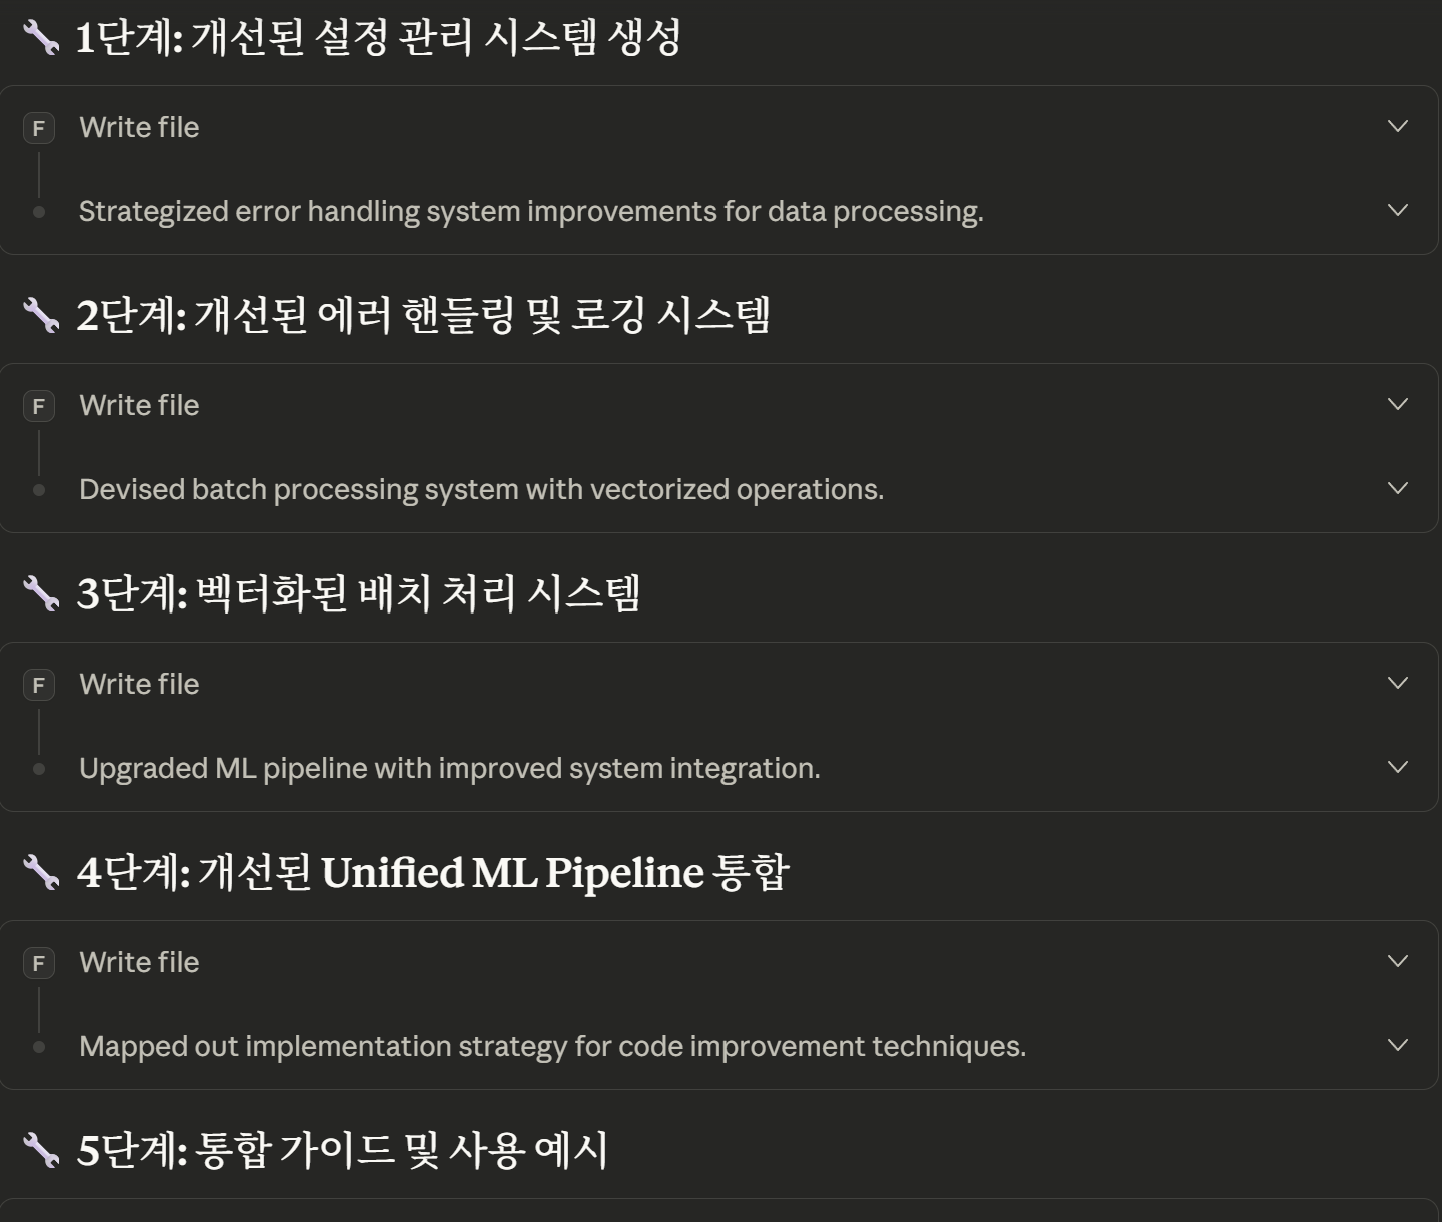 🔧 1단계: 개선된 설정 관리 시스템 생성
F Write file
Strategized error handling system improvements for data processing.
🔧 2단계: 개선된 에러 핸들링 및 로깅 시스템
F Write file
Devised batch processing system with vectorized operations.
🔧 3단계: 벡터화된 배치 처리 시스템
F Write file
Upgraded ML pipeline with improved system integration.
🔧 4단계: 개선된 Unified ML Pipeline 통합
F Write file
Mapped out implementation strategy for code improvement techniques.
🔧 5단계: 통합 가이드 및 사용 예시